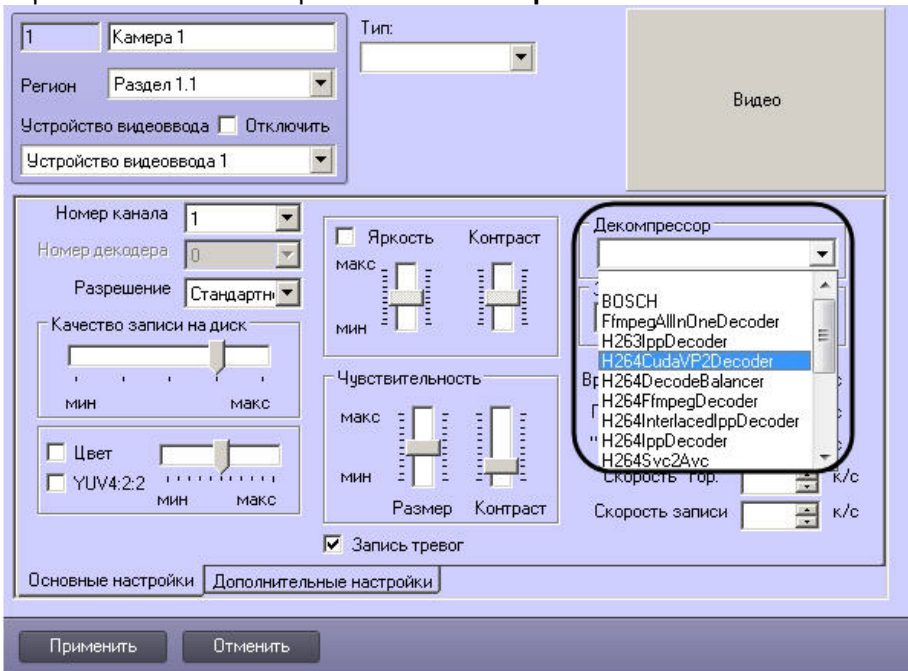 1
Камера 1
Тип:
Регион
Раздел 1.1
Видео
Устройство видеоввода
Отключить
Устройство видеоввода 1
Номер канала
1
Номер декодера
0
Разрешение
Стандартн
Качество записи на диск
мин
макс
Цвет
YUV4:2:2
мин
макс
Яркость
Контраст
макс
мин
Чувствительность
макс
мин
Размер
Контраст
Запись тревог
Декомпрессор
BOSCH
FfmpegAllInOneDecoder
H263IppDecoder
H264CudaVP2Decoder
H264DecodeBalancer
H264FfmpegDecoder
H264InterlacedIppDecoder
H264IppDecoder
H264Svc2Avc
Скорость "гор."
к/с
Скорость записи
к/с
Основные настройки
Дополнительные настройки
Применить
Отменить